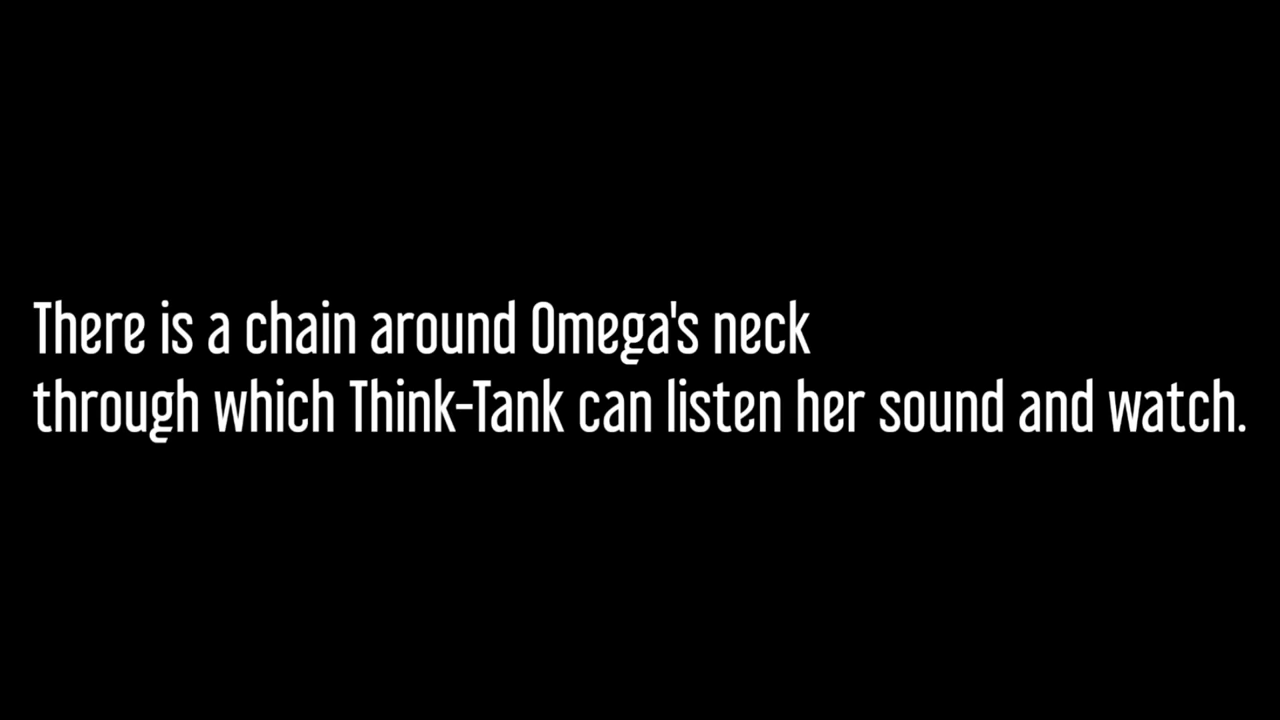 There is a chain around Omega's neck
through which Think-Tank can listen her sound and watch.